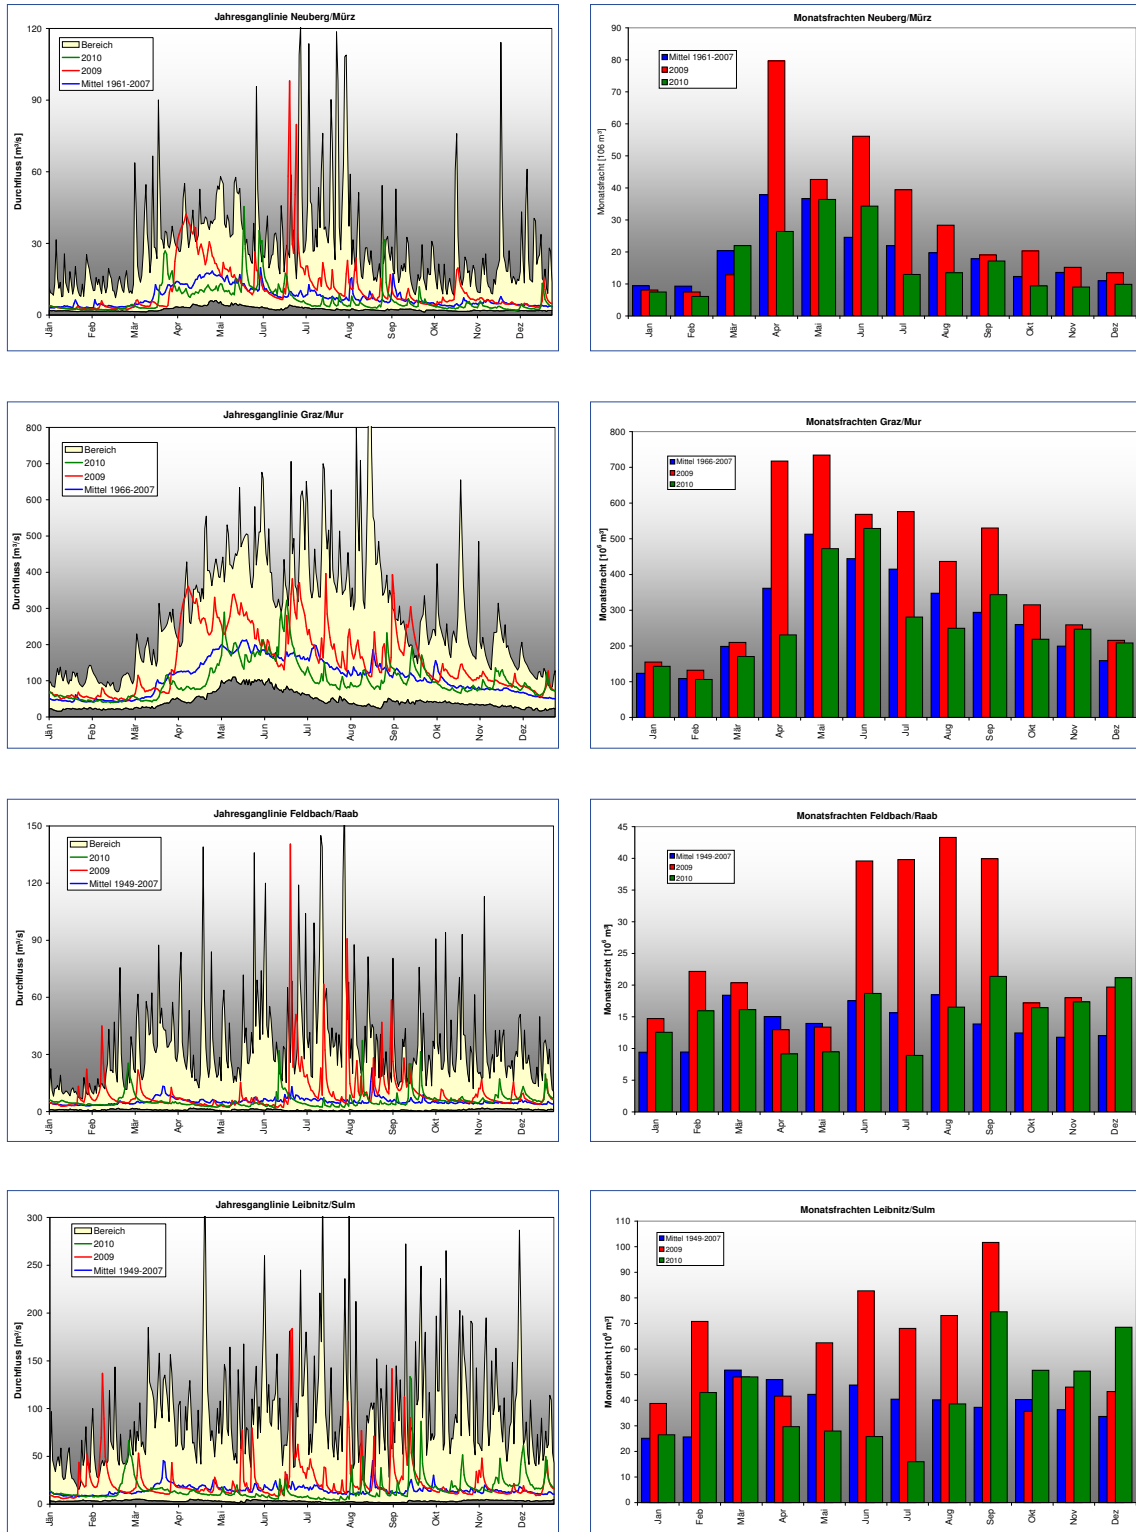 Jahresganglinie Neuberg/Mürz
Durchfluss [m³/s]
120
90
60
30
0
Bereich
2010
2009
Mittel 1961-2007
Jän
Feb
Mär
Apr
Mai
Jun
Jul
Aug
Sep
Okt
Nov
Dez
Monatsfrachten Neuberg/Mürz
Monatsfracht [106 m³]
90
80
70
60
50
40
30
20
10
0
Mittel 1961-2007
2009
2010
Jan
Feb
Mär
Apr
Mai
Jun
Jul
Aug
Sep
Okt
Nov
Dez
Jahresganglinie Graz/Mur
Durchfluss [m³/s]
800
700
600
500
400
300
200
100
0
Bereich
2010
2009
Mittel 1966-2007
Jän
Feb
Mär
Apr
Mai
Jun
Jul
Aug
Sep
Okt
Nov
Dez
Monatsfrachten Graz/Mur
Monatsfracht [10⁶ m³]
800
700
600
500
400
300
200
100
0
Mittel 1966-2007
2009
2010
Jan
Feb
Mär
Apr
Mai
Jun
Jul
Aug
Sep
Okt
Nov
Dez
Jahresganglinie Feldbach/Raab
Durchfluss [m³/s]
150
120
90
60
30
0
Bereich
2010
2009
Mittel 1949-2007
Jän
Feb
Mär
Apr
Mai
Jun
Jul
Aug
Sep
Okt
Nov
Dez
Monatsfrachten Feldbach/Raab
Monatsfracht [10⁶ m³]
45
40
35
30
25
20
15
10
5
0
Mittel 1949-2007
2009
2010
Jan
Feb
Mär
Apr
Mai
Jun
Jul
Aug
Sep
Okt
Nov
Dez
Jahresganglinie Leibnitz/Sulm
Durchfluss [m³/s]
300
250
200
150
100
50
0
Bereich
2010
2009
Mittel 1949-2007
Jän
Feb
Mär
Apr
Mai
Jun
Jul
Aug
Sep
Okt
Nov
Dez
Monatsfrachten Leibnitz/Sulm
Monatsfracht [10⁶ m³]
110
100
90
80
70
60
50
40
30
20
10
0
Mittel 1949-2007
2009
2010
Jan
Feb
Mär
Apr
Mai
Jun
Jul
Aug
Sep
Okt
Nov
Dez